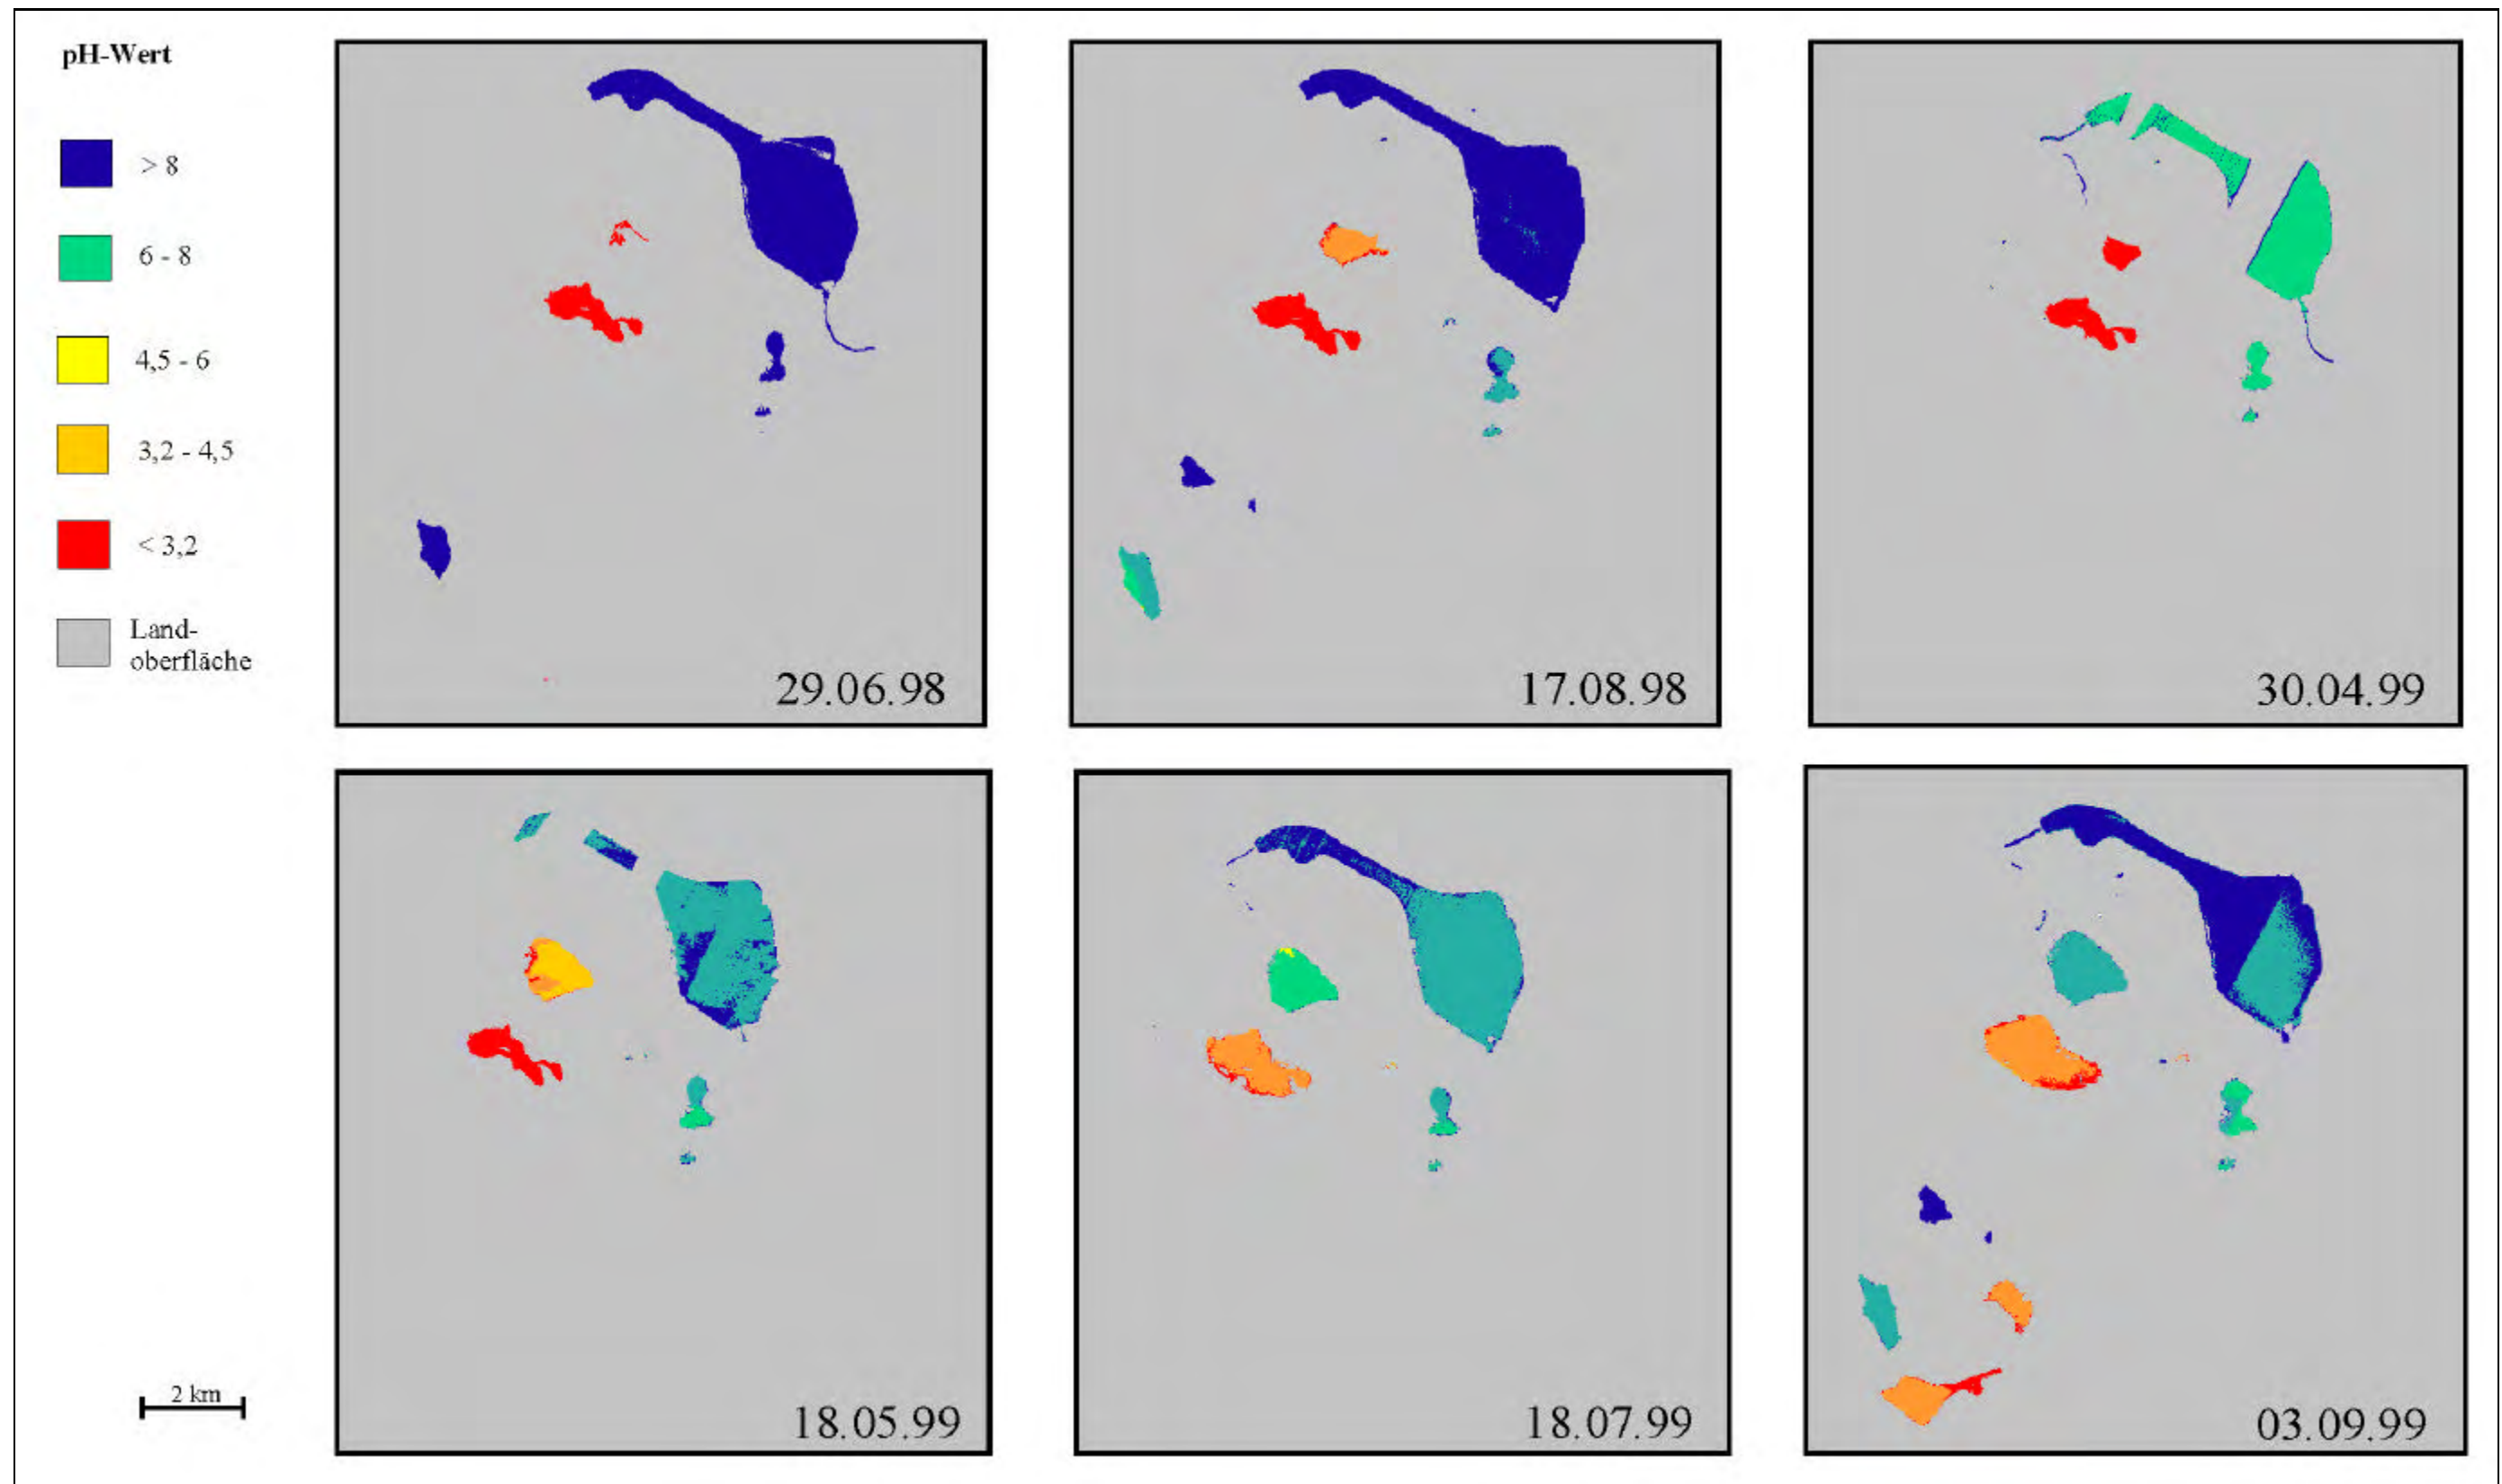 pH-Wert
> 8
6 - 8
4,5 - 6
3,2 - 4,5
< 3,2
Land-
oberfläche
29.06.98
17.08.98
30.04.99
18.05.99
18.07.99
03.09.99
2 km